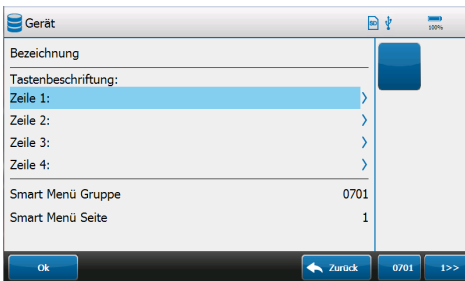 Gerät
100%
Bezeichnung
Tastenbeschriftung:
Zeile 1:
Zeile 2:
Zeile 3:
Zeile 4:
Smart Menü Gruppe 0701
Smart Menü Seite 1
Ok Zurück 0701 1>>